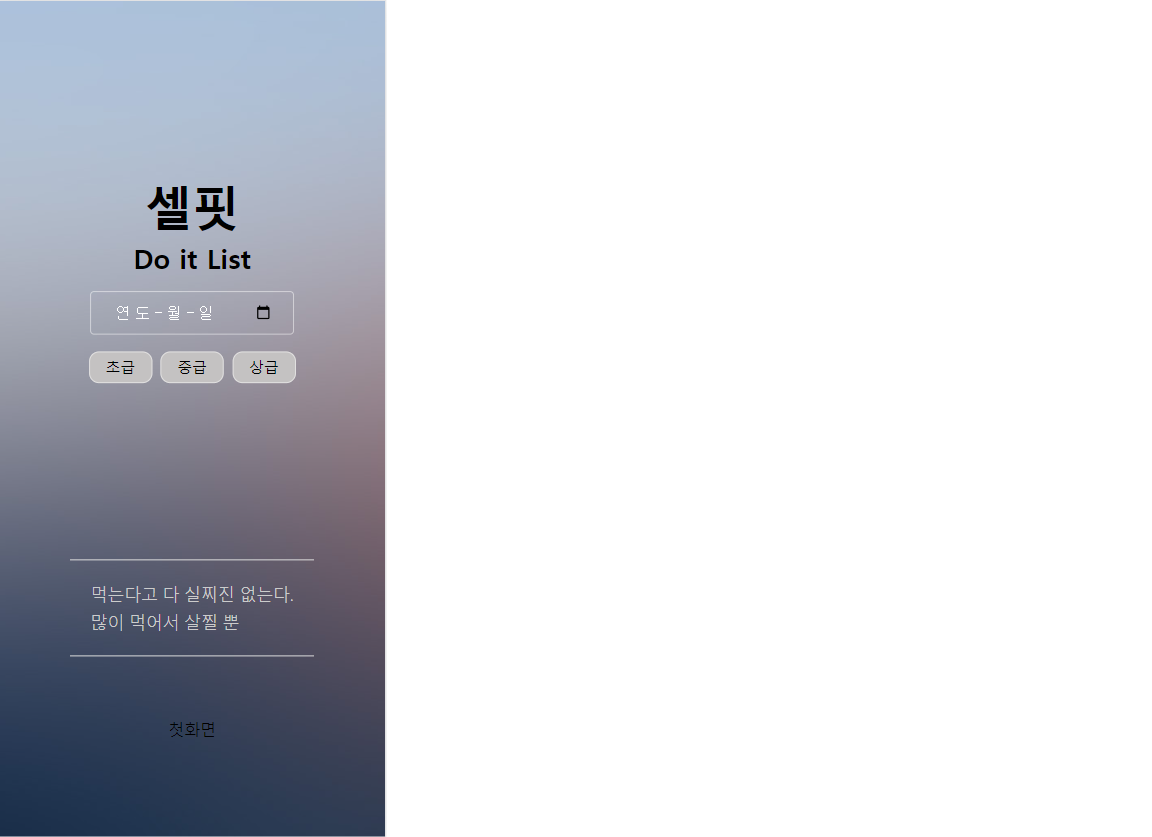 셀핏
Do it List
연도-월-일
초급 중급 상급
먹는다고 다 실찌진 없는다.
많이 먹어서 살찔 뿐
첫화면